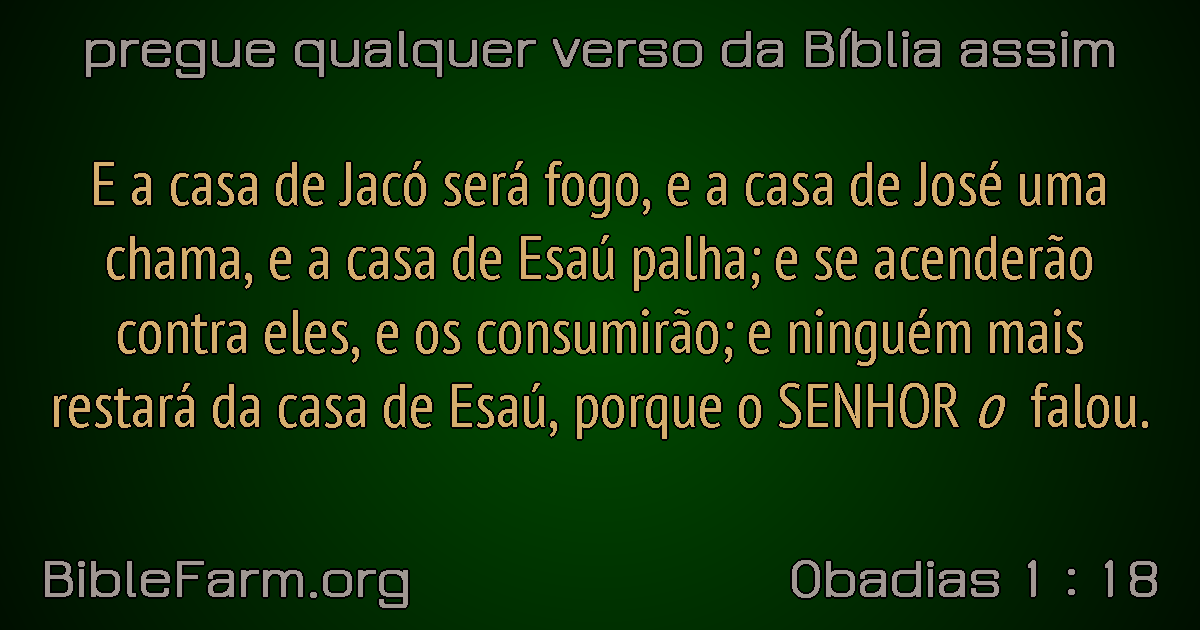 pregue qualquer verso da Bíblia assim
E a casa de Jacó será fogo, e a casa de José uma
chama, e a casa de Esaú palha; e se acenderão
contra eles, e os consumirão; e ninguém mais
restará da casa de Esaú, porque o SENHOR o falou.
BibleFarm.org
Obadias 1 : 18